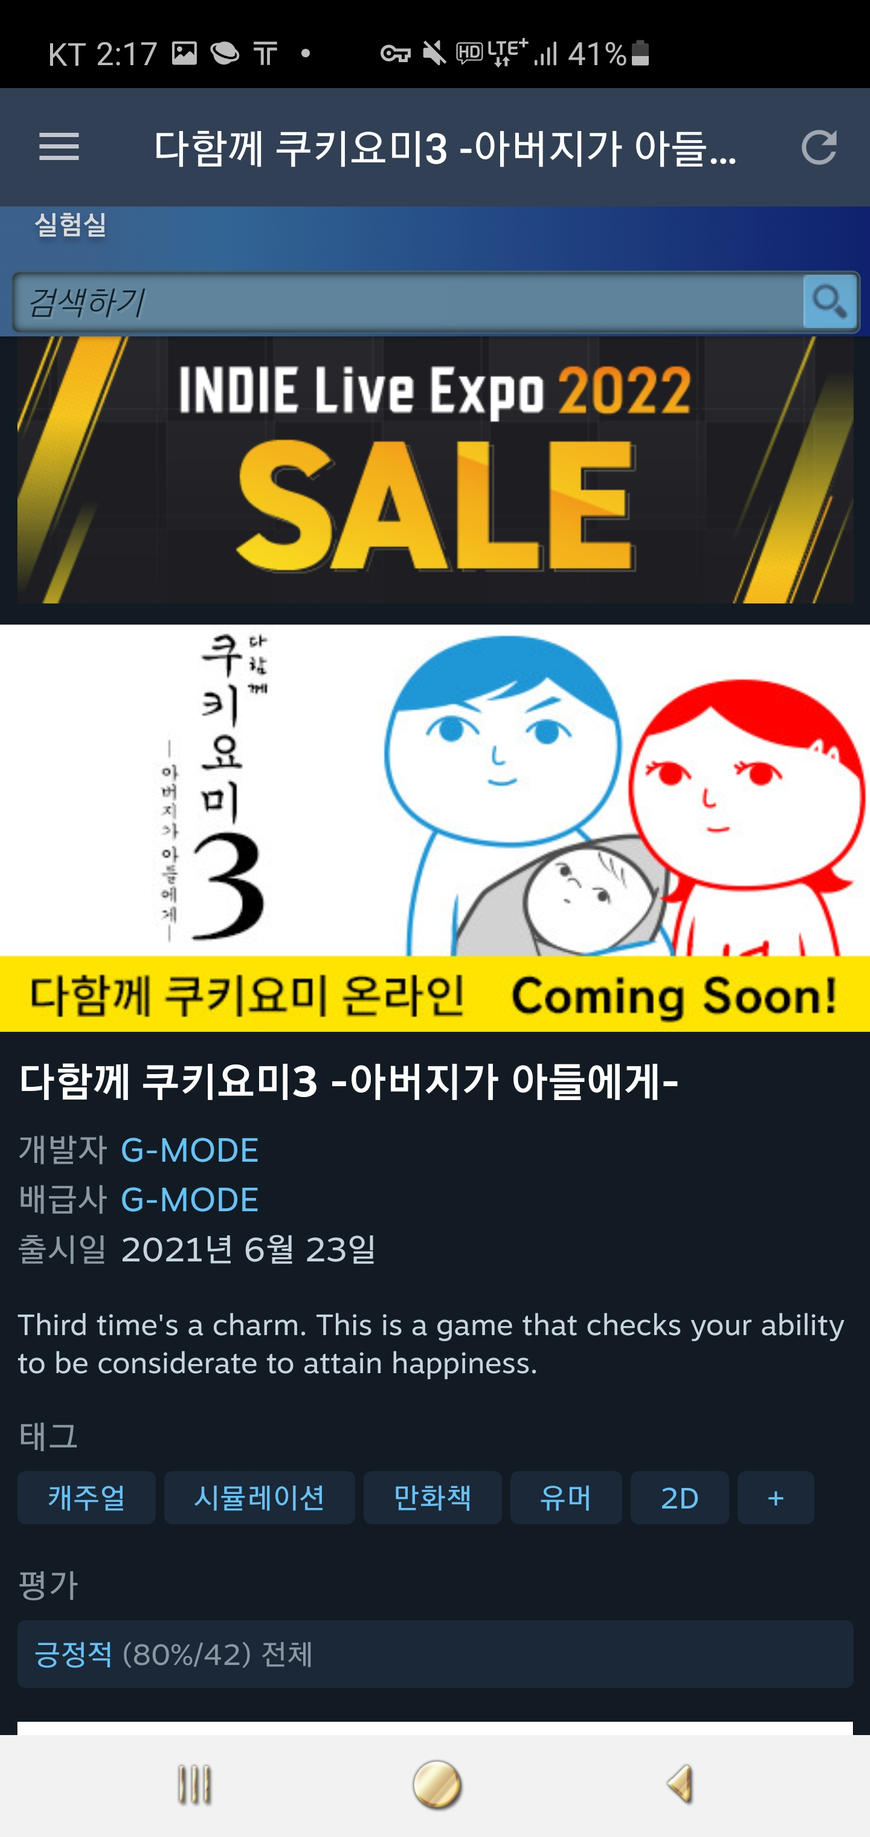 KT 2:17 HD LTE+ 41%
다함께 쿠키요미3 -아버지가 아들...
실험실
검색하기
INDIE Live Expo 2022
SALE
다함께
쿠키요미
3
—아버지가 아들에게—
다함께 쿠키요미 온라인 Coming Soon!
다함께 쿠키요미3 -아버지가 아들에게-
개발자 G-MODE
배급사 G-MODE
출시일 2021년 6월 23일
Third time's a charm. This is a game that checks your ability
to be considerate to attain happiness.
태그
캐주얼 시뮬레이션 만화책 유머 2D +
평가
긍정적 (80%/42) 전체